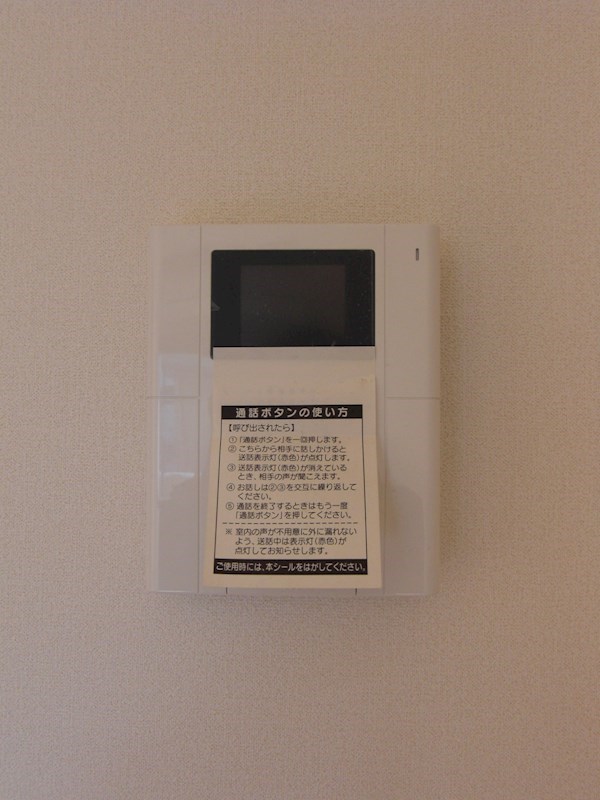 通話ボタンの使い方
【呼び出されたら】
①「通話ボタン」を一回押します。
②こちらから相手に話しかけると
送話表示灯(赤色)が点灯します。
③送話表示灯(赤色)が消えている
とき、相手の声が聞こえます。
④お話しは②③を交互に繰り返して
ください。
⑤通話を終了するときはもう一度
「通話ボタン」を押してください。
※室内の声が不用意に外に漏れない
よう、送話中は表示灯(赤色)が
点灯してお知らせします。
ご使用時には、本シールをはがしてください。